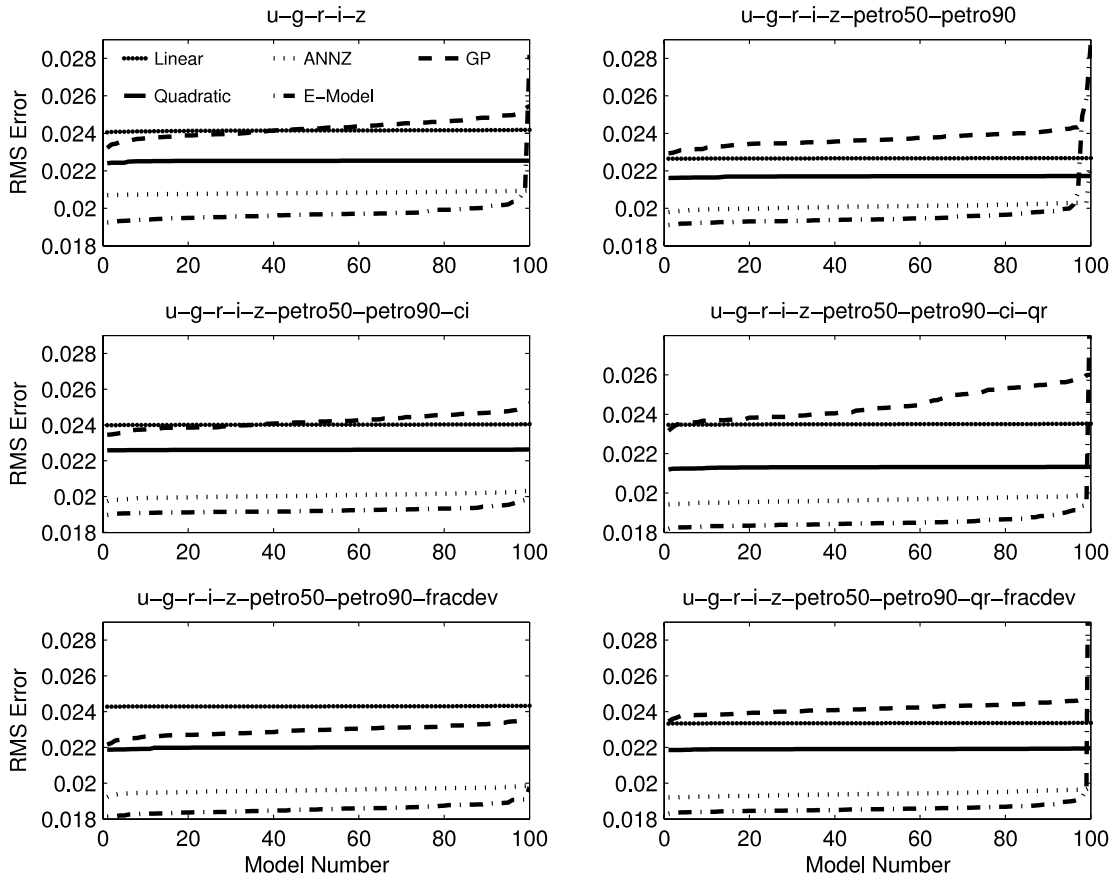 u-g-r-i-z
u-g-r-i-z-petro50-petro90
0.028
0.026
0.024
0.022
0.02
0.018
RMS Error
Linear
ANNZ
GP
Quadratic
E-Model
0 20 40 60 80 100
0.028
0.026
0.024
0.022
0.02
0.018
0 20 40 60 80 100
u-g-r-i-z-petro50-petro90-ci
u-g-r-i-z-petro50-petro90-ci-qr
0.028
0.026
0.024
0.022
0.02
0.018
RMS Error
0 20 40 60 80 100
0.028
0.026
0.024
0.022
0.02
0.018
0 20 40 60 80 100
u-g-r-i-z-petro50-petro90-fracdev
u-g-r-i-z-petro50-petro90-qr-fracdev
0.028
0.026
0.024
0.022
0.02
0.018
RMS Error
0 20 40 60 80 100
Model Number
0.028
0.026
0.024
0.022
0.02
0.018
0 20 40 60 80 100
Model Number